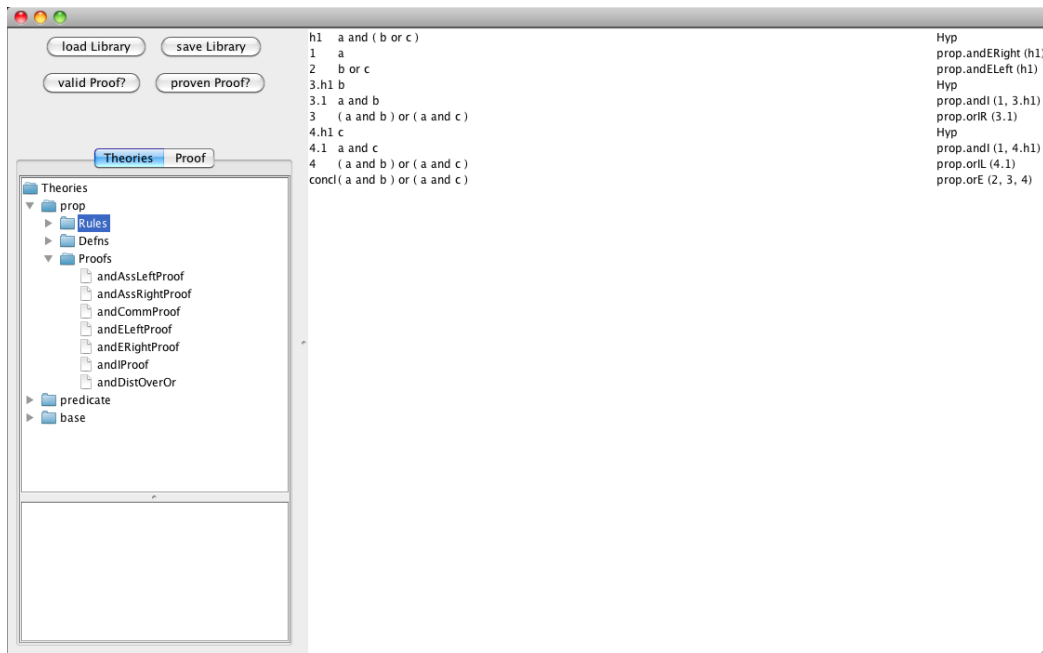 load Library save Library
valid Proof? proven Proof?
Theories Proof
Theories
prop
Rules
Defns
Proofs
andAssLeftProof
andAssRightProof
andCommProof
andELeftProof
andERightProof
andIProof
andDistOverOr
predicate
base
h1 a and ( b or c ) Hyp
1 a prop.andERight (h1)
2 b or c prop.andELeft (h1)
3.h1 b Hyp
3.1 a and b prop.andI (1, 3.h1)
3 ( a and b ) or ( a and c ) prop.orIR (3.1)
4.h1 c Hyp
4.1 a and c prop.andI (1, 4.h1)
4 ( a and b ) or ( a and c ) prop.orIL (4.1)
concl ( a and b ) or ( a and c ) prop.orE (2, 3, 4)